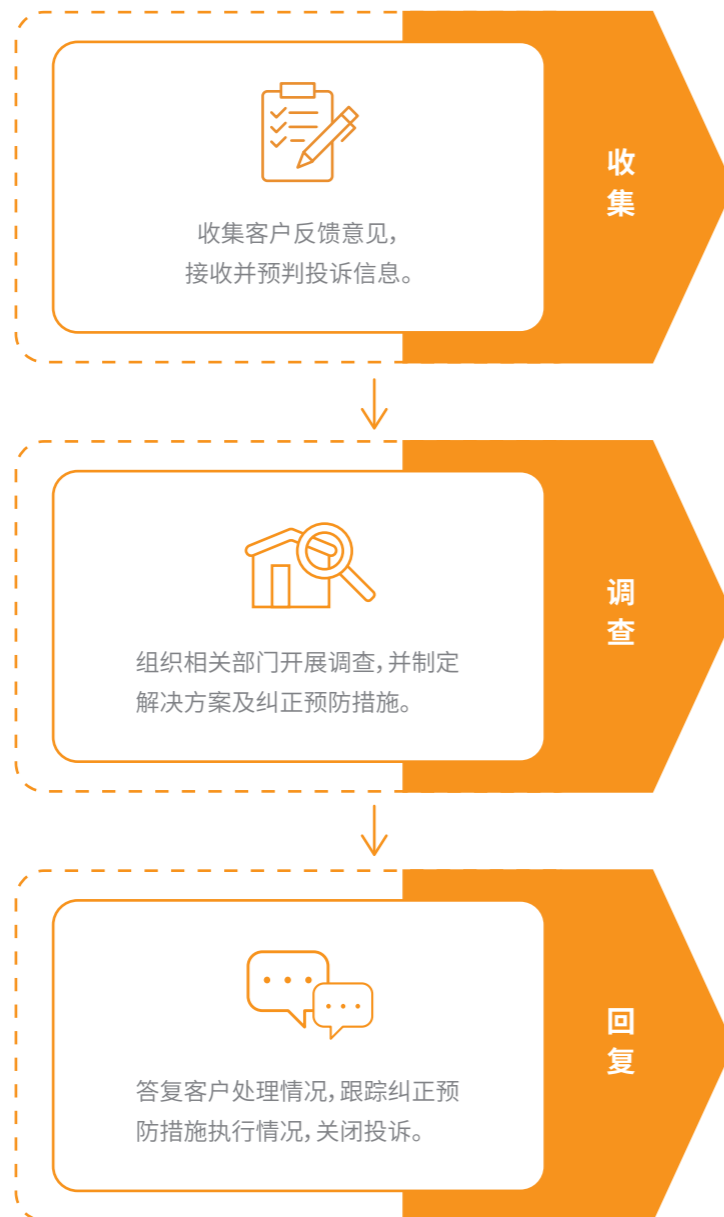 收集客户反馈意见，
接收并预判投诉信息。
收
集
组织相关部门开展调查，并制定
解决方案及纠正预防措施。
调
查
答复客户处理情况，跟踪纠正预
防措施执行情况，关闭投诉。
回
复